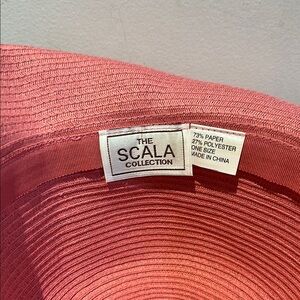 THE
SCALA
COLLECTION
73% PAPER
27% POLYESTER
ONE SIZE
MADE IN CHINA